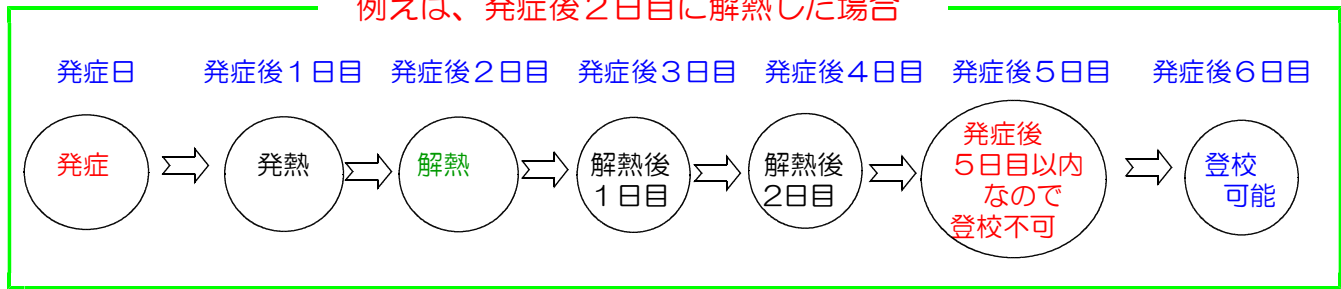 例えば、発症後２日目に解熱した場合
発症日 発症後１日目 発症後２日目 発症後３日目 発症後４日目 発症後５日目 発症後６日目
発症
発熱
解熱
解熱後
１日目
解熱後
２日目
発症後
５日目以内
なので
登校不可
登校
可能